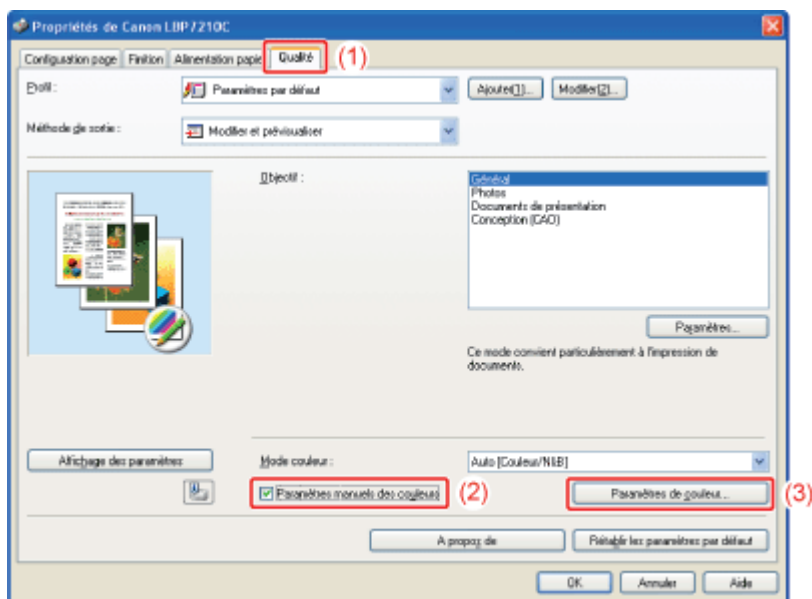 Propriétés de Canon LBP7210C
Configuration page Finition Alimentation papier Qualité (1)
Profil : Paramètres par défaut Ajouter(1)... Modifier(2)...
Méthode de sortie : Modifier et prévisualiser
Objectif : Général
Photos
Documents de présentation
Conception (CAO)
Paramètres...
Ce mode convient particulièrement à l'impression de
documents.
Affichage des paramètres Mode couleur : Auto [Couleur/N&B]
Paramètres manuels des couleurs (2) Paramètres de couleur... (3)
A propos de Rétablir les paramètres par défaut
OK Annuler Aide